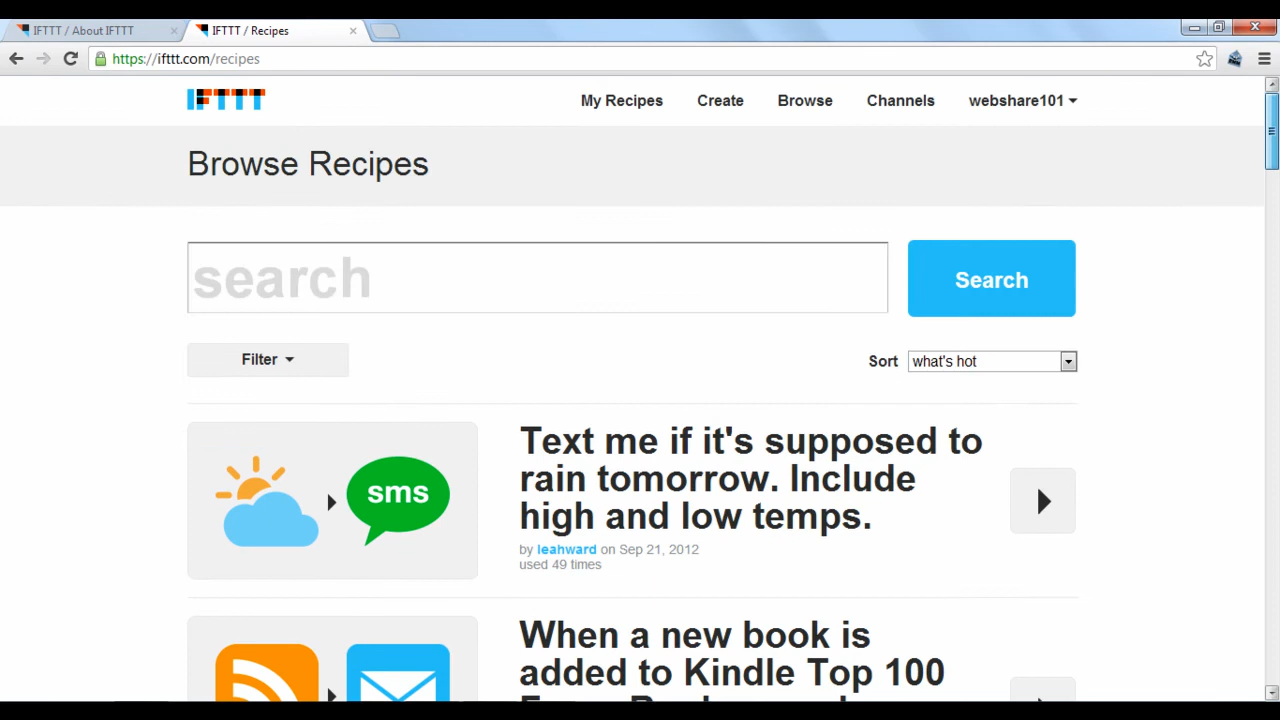 IFTTT / About IFTTT
IFTTT / Recipes
https://ifttt.com/recipes
IFTTT
My Recipes
Create
Browse
Channels
webshare101
Browse Recipes
search
Search
Filter
Sort
what's hot
sms
Text me if it's supposed to
rain tomorrow. Include
high and low temps.
by leahward on Sep 21, 2012
used 49 times
When a new book is
added to Kindle Top 100